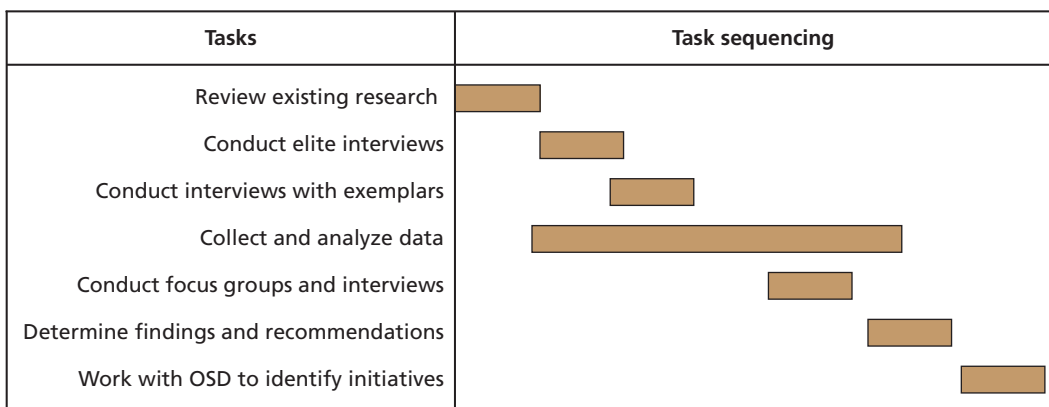 Tasks
Task sequencing
Review existing research
Conduct elite interviews
Conduct interviews with exemplars
Collect and analyze data
Conduct focus groups and interviews
Determine findings and recommendations
Work with OSD to identify initiatives